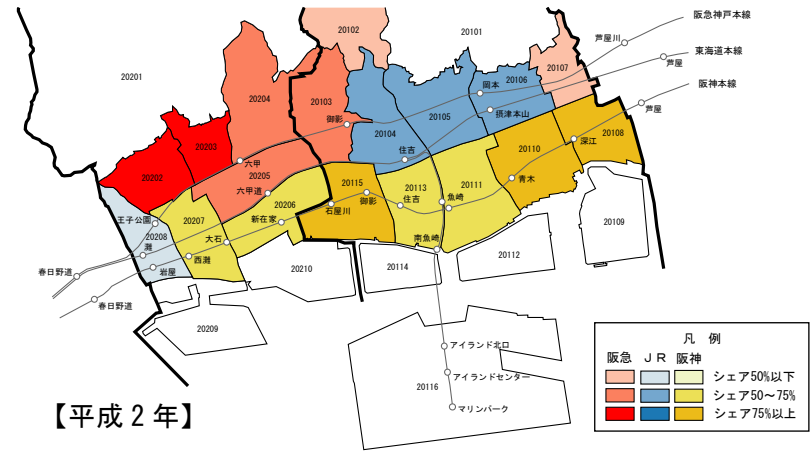 阪急神戸本線
20102
20101
芦屋川
東海道本線
20107
芦屋
20201
20106
岡本
阪神本線
20204
20103
摂津本山
芦屋
20105
御影
20104
20108
20203
深江
20110
住吉
六甲
20202
20205
六甲道
20115
御影
20113
20111
青木
住吉
魚崎
20206
石屋川
王子公園
20207
新在家
20109
20208
大石
南魚崎
灘
西灘
20112
岩屋
20210
20114
春日野道
春日野道
20209
アイランド北口
アイランドセンター
20116
マリンパーク
【平成２年】
凡 例
阪急 ＪＲ 阪神
シェア50%以下
シェア50～75%
シェア75%以上